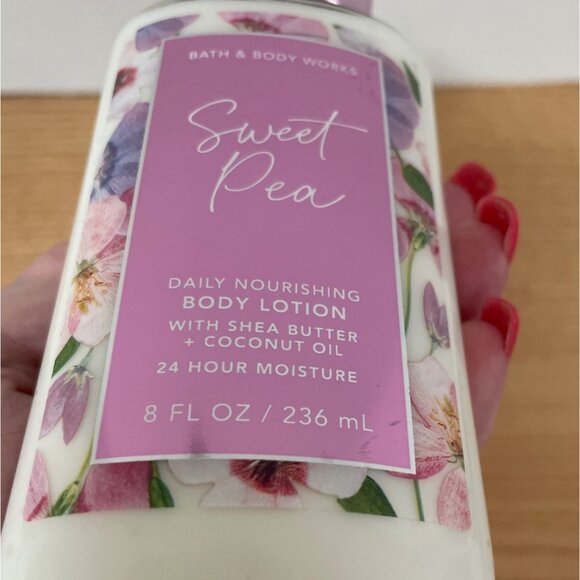 BATH & BODY WORKS
Sweet
Pea
DAILY NOURISHING
BODY LOTION
WITH SHEA BUTTER
+ COCONUT OIL
24 HOUR MOISTURE
8 FL OZ / 236 mL